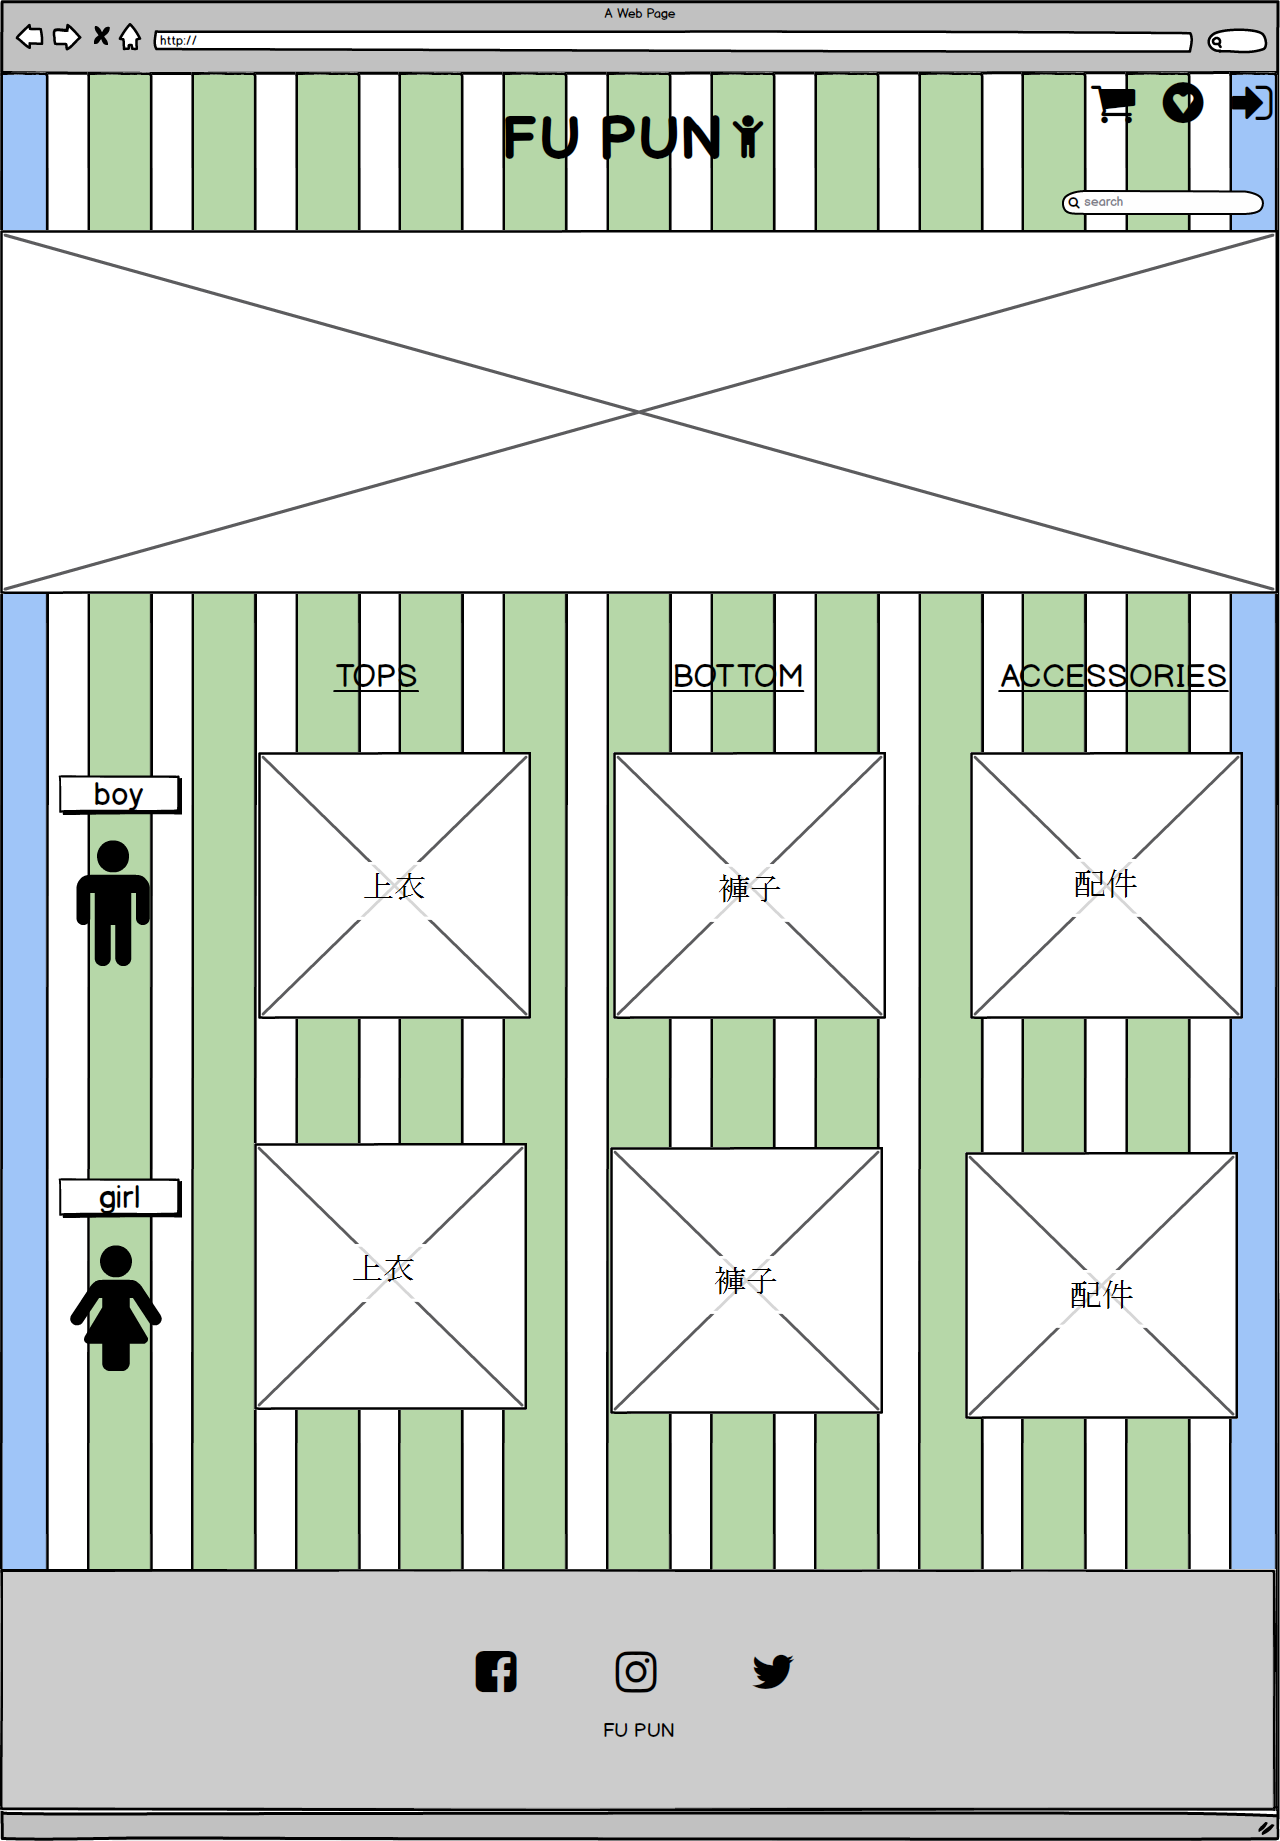 A Web Page
http://
FU PUN
search
TOPS BOTTOM ACCESSORIES
boy
上衣 褲子 配件
girl
上衣 褲子 配件
FU PUN